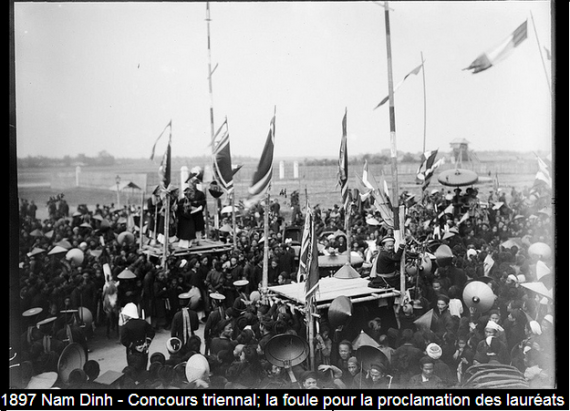 1897 Nam Dinh - Concours triennal; la foule pour la proclamation des lauréats